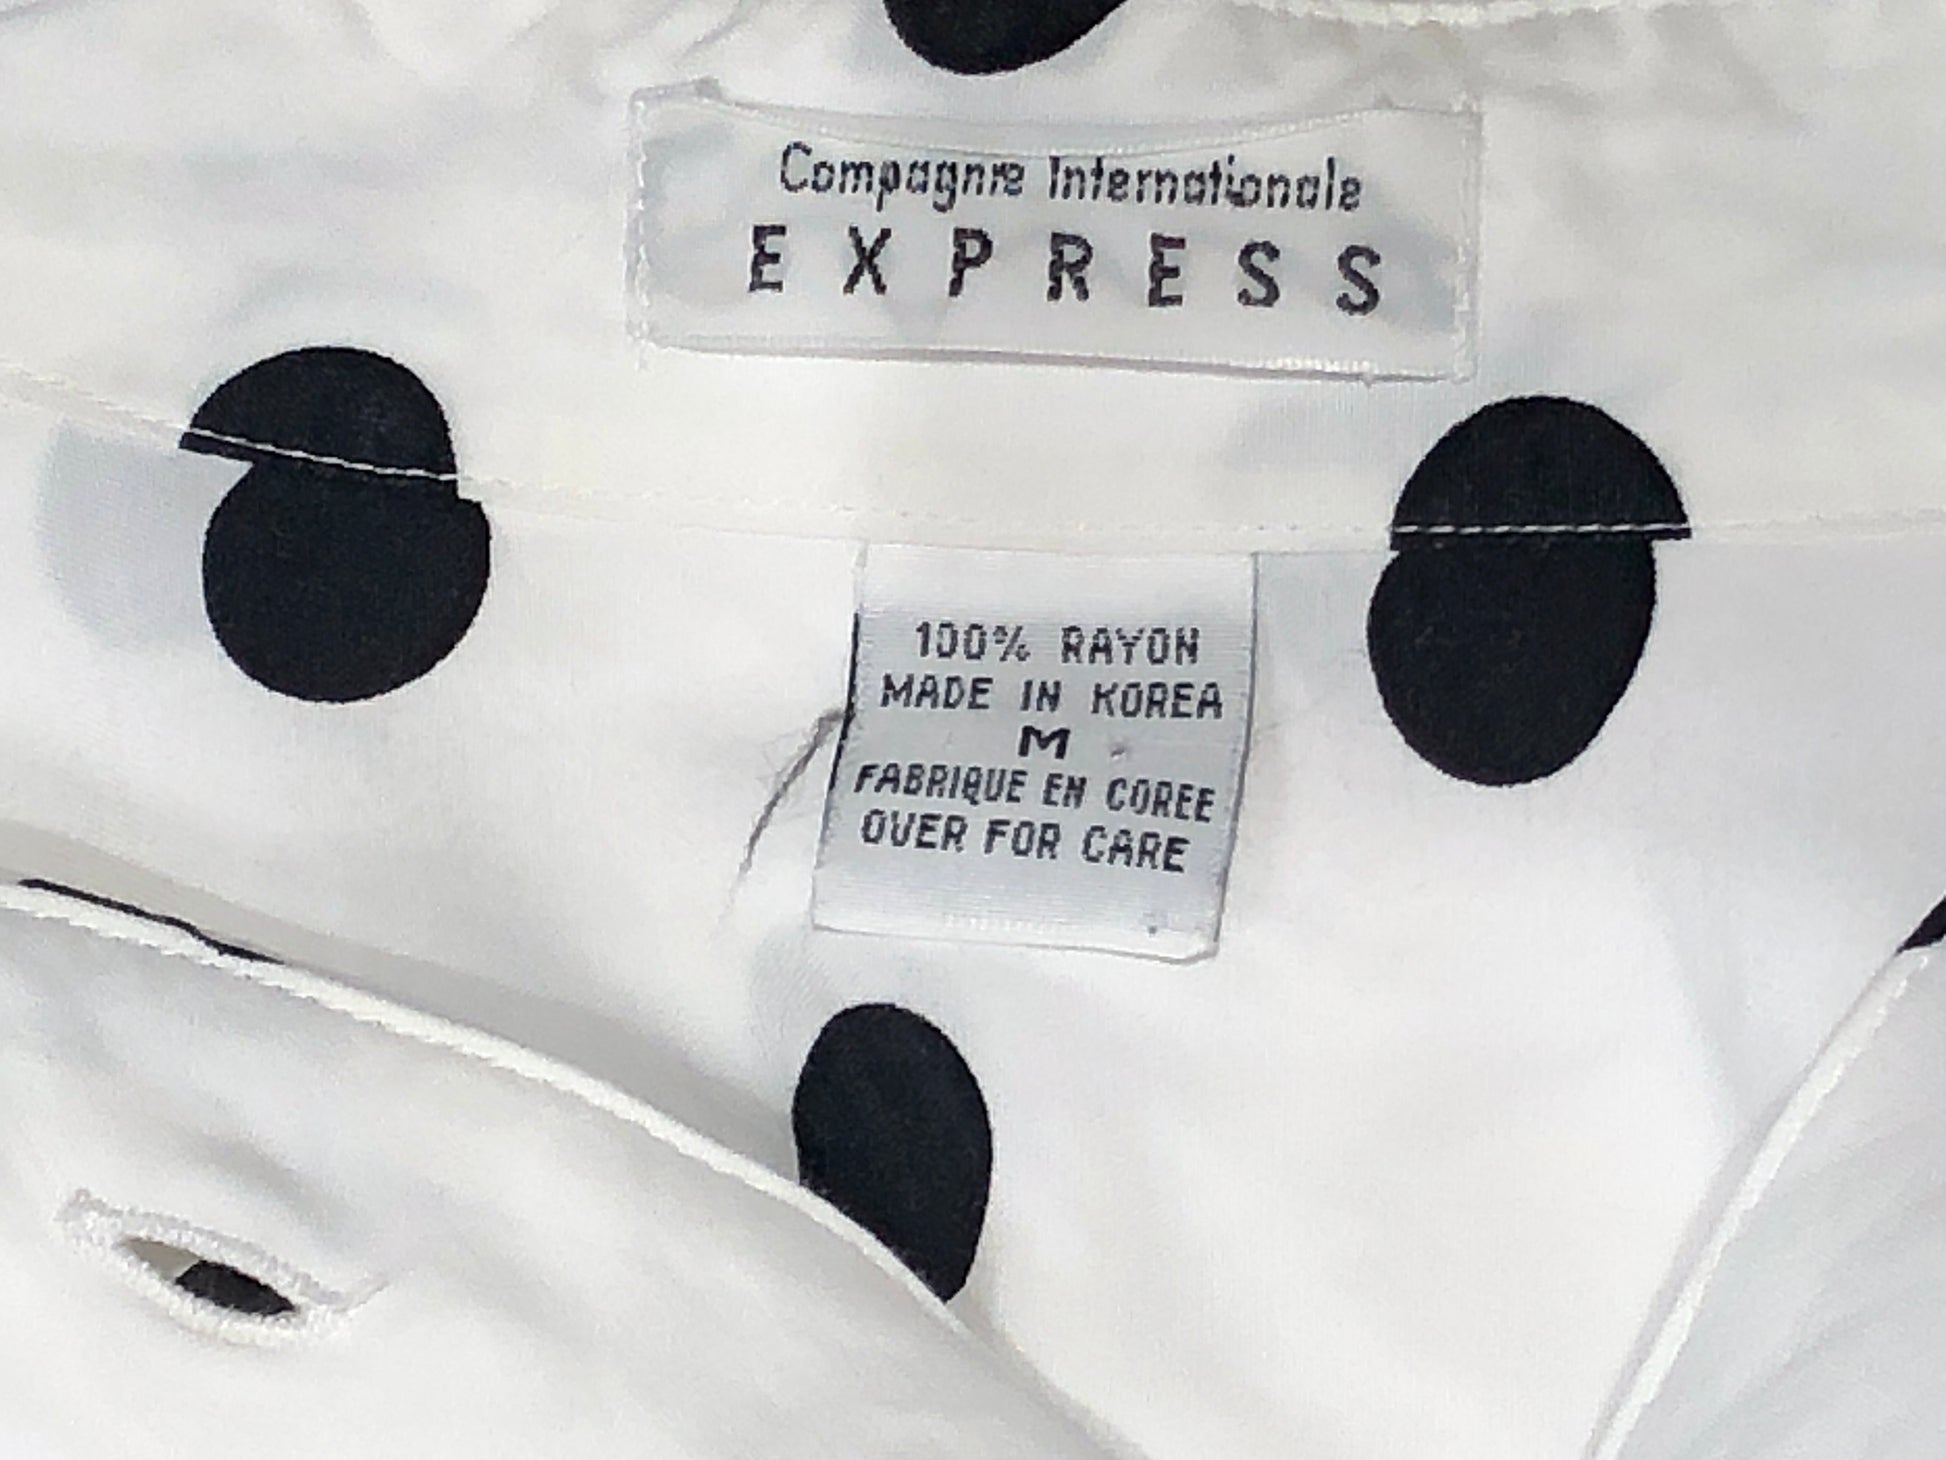 Compagnie Internationale
EXPRESS
100% RAYON
MADE IN KOREA
M
FABRIQUE EN COREE
OVER FOR CARE